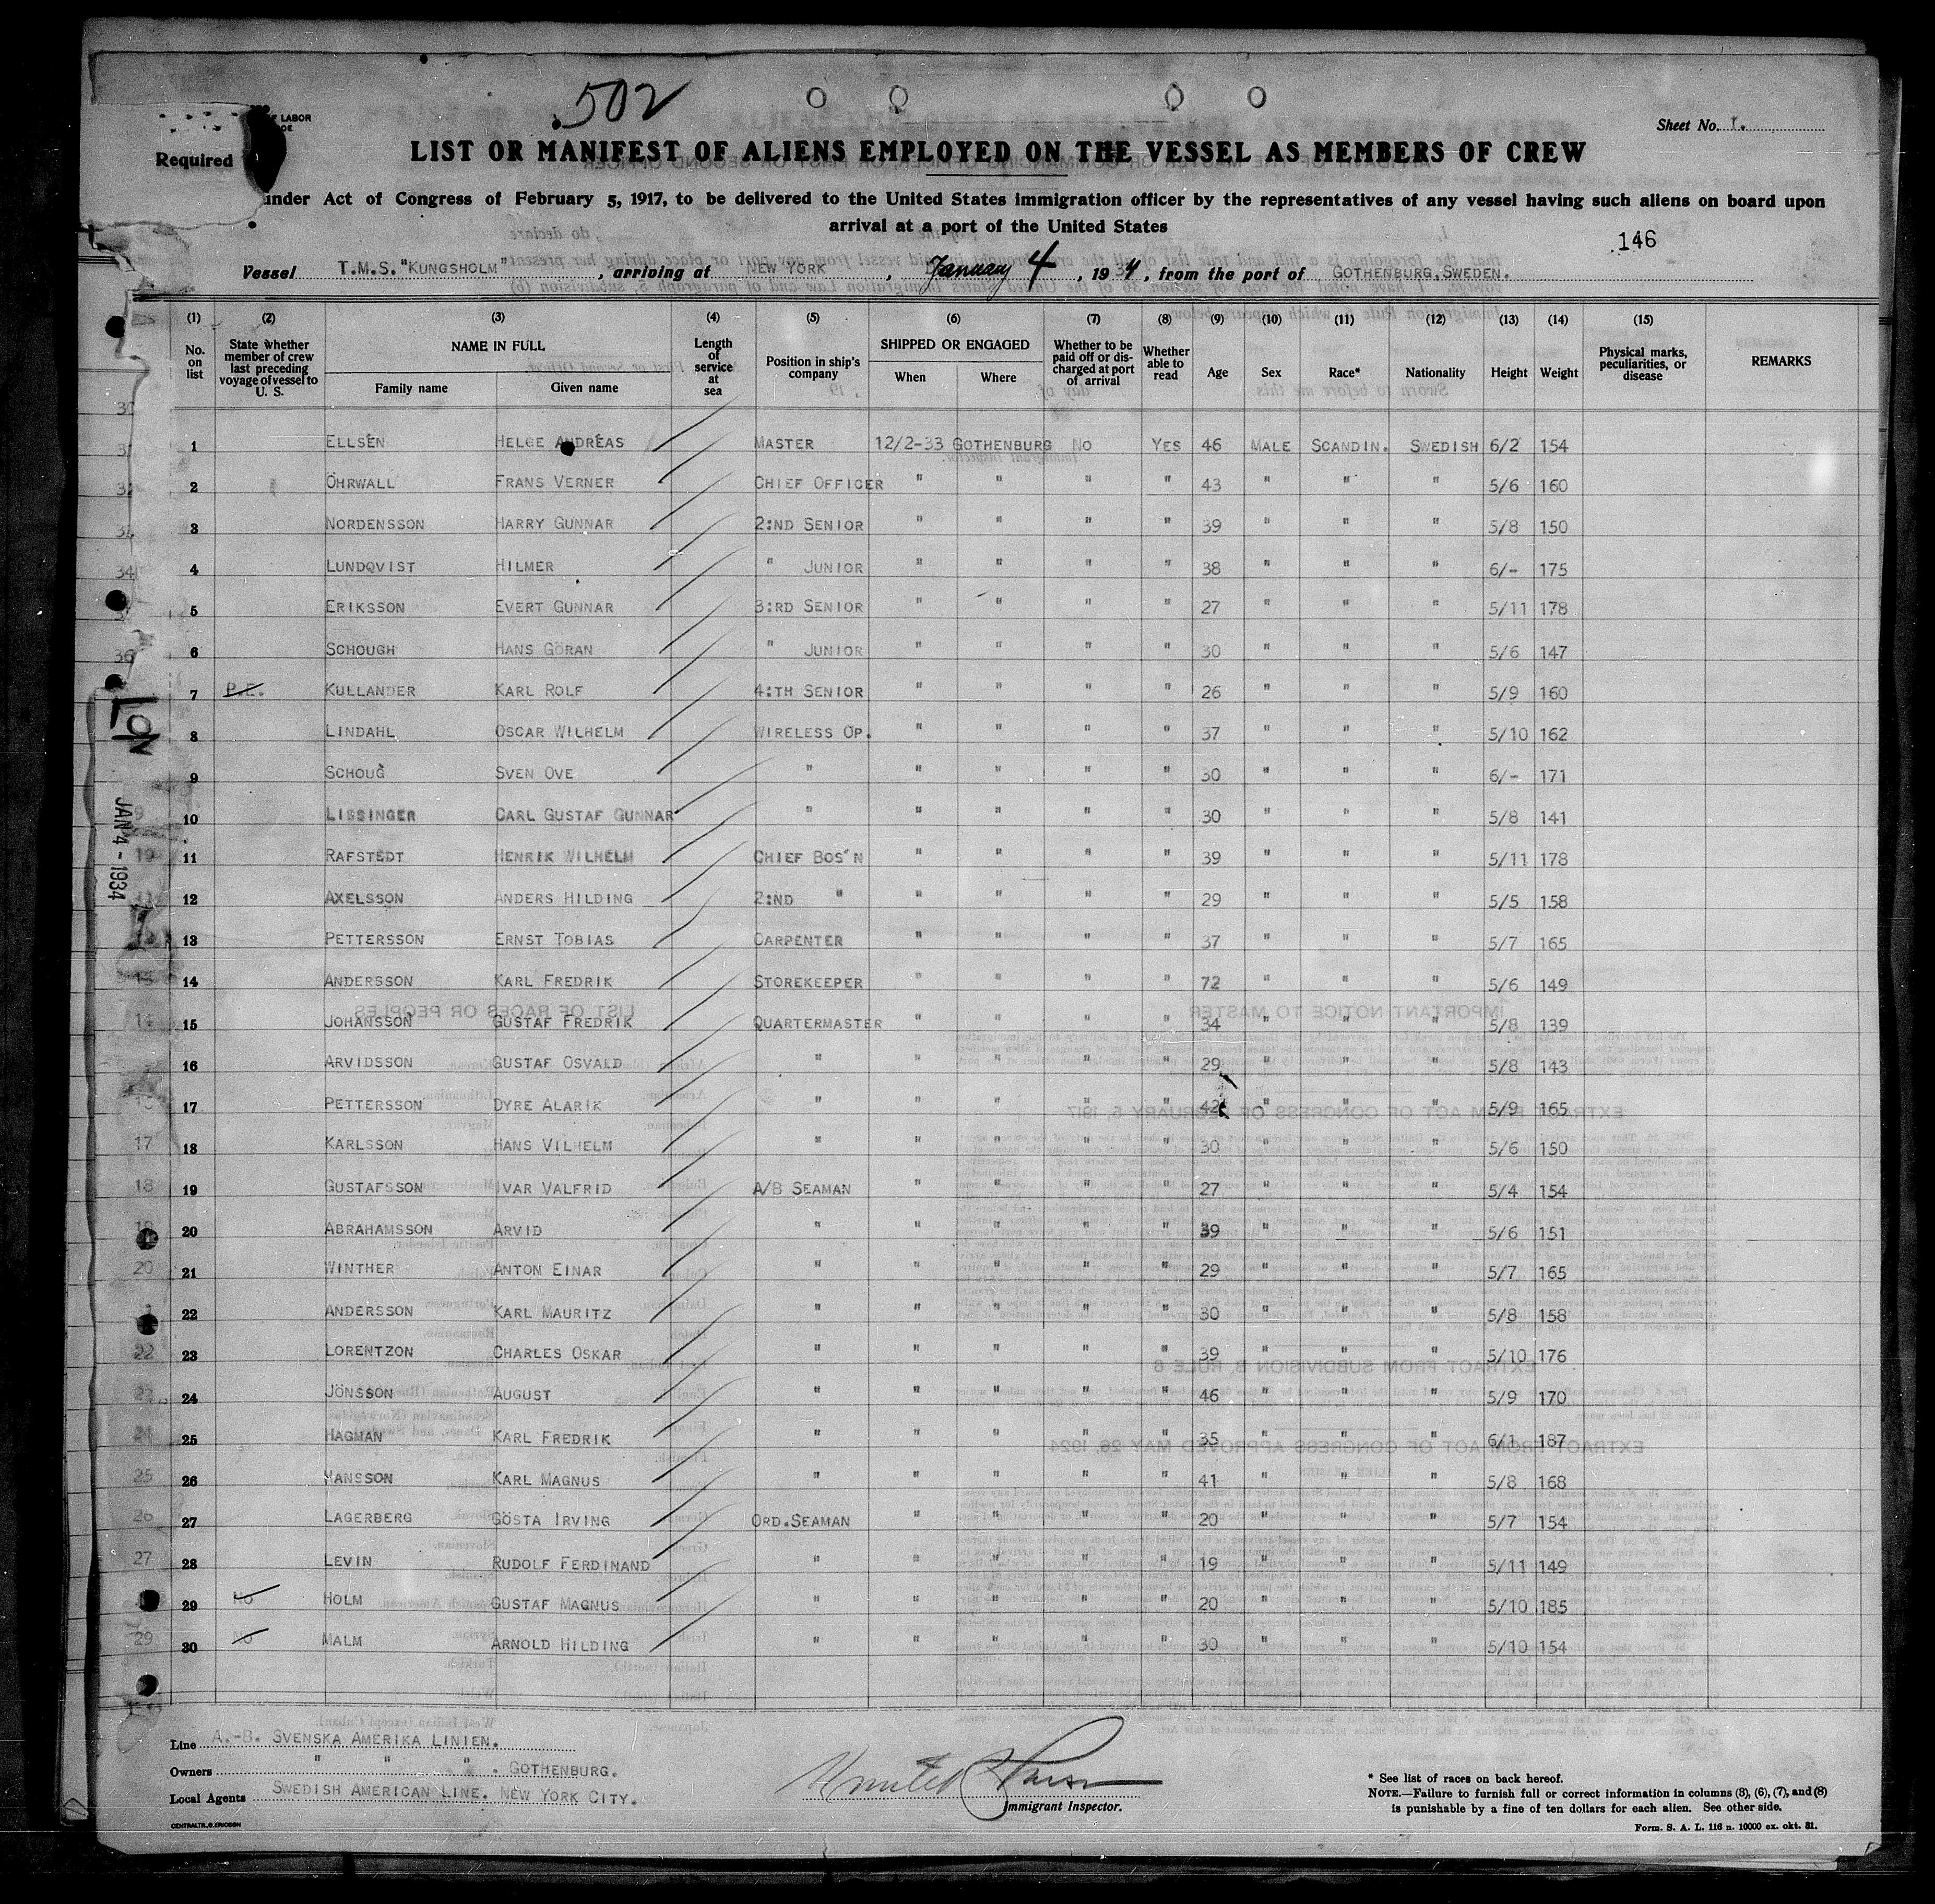 502
LABOR
Sheet No. 1.
Required
LIST OR MANIFEST OF ALIENS EMPLOYED ON THE VESSEL AS MEMBERS OF CREW
under Act of Congress of February 5, 1917, to be delivered to the United States immigration officer by the representatives of any vessel having such aliens on board upon
arrival at a port of the United States
146
Vessel T.M.S. "KUNGSHOLM", arriving at NEW YORK, January 4, 1934, from the port of GOTHENBURG, SWEDEN.
(1) (2) (3) (4) (5) (6) (7) (8) (9) (10) (11) (12) (13) (14) (15)
No. on list State whether member of crew last preceding voyage of vessel to U. S. NAME IN FULL Family name Given name Length of service at sea Position in ship's company SHIPPED OR ENGAGED When Where Whether to be paid off or discharged at port of arrival Whether able to read Age Sex Race* Nationality Height Weight Physical marks, peculiarities, or disease REMARKS
1 ELLSÉN HELGE ANDREAS MASTER 12/2-33 GOTHENBURG NO YES 46 MALE SCANDIN. SWEDISH 6/2 154
2 ÖHRWALL FRANS VERNER CHIEF OFFICER " " " " 43 " " " 5/6 160
3 NORDENSSON HARRY GUNNAR 2:ND SENIOR " " " " 39 " " " 5/8 150
4 LUNDQVIST HILMER " JUNIOR " " " " 38 " " " 6/- 175
5 ERIKSSON EVERT GUNNAR 3:RD SENIOR " " " " 27 " " " 5/11 178
6 SCHOUGH HANS GÖRAN " JUNIOR " " " " 30 " " " 5/6 147
7 P.E. KULLANDER KARL ROLF 4:TH SENIOR " " " " 26 " " " 5/9 160
8 LINDAHL OSCAR WILHELM WIRELESS OP. " " " " 37 " " " 5/10 162
9 SCHOUG SVEN OVE " " " " " 30 " " " 6/- 171
10 LISSINGER CARL GUSTAF GUNNAR " " " " " 30 " " " 5/8 141
11 RAFSTEDT HENRIK WILHELM CHIEF BOS'N " " " " 39 " " " 5/11 178
12 AXELSSON ANDERS HILDING 2:ND " " " " " 29 " " " 5/5 158
13 PETTERSSON ERNST TOBIAS CARPENTER " " " " 37 " " " 5/7 165
14 ANDERSSON KARL FREDRIK STOREKEEPER " " " " 72 " " " 5/6 149
15 JOHANSSON GUSTAF FREDRIK QUARTERMASTER " " " " 34 " " " 5/8 139
16 ARVIDSSON GUSTAF OSVALD " " " " " 29 " " " 5/8 143
17 PETTERSSON DYRE ALARIK " " " " " 42 " " " 5/9 165
18 KARLSSON HANS VILHELM " " " " " 30 " " " 5/6 150
19 GUSTAFSSON IVAR VALFRID A/B SEAMAN " " " " 27 " " " 5/4 154
20 ABRAHAMSSON ARVID " " " " " 39 " " " 5/6 151
21 WINTHER ANTON EINAR " " " " " 29 " " " 5/7 165
22 ANDERSSON KARL MAURITZ " " " " " 30 " " " 5/8 158
23 LORENTZON CHARLES OSKAR " " " " " 39 " " " 5/10 176
24 JÖNSSON AUGUST " " " " " 46 " " " 5/9 170
25 HAGMAN KARL FREDRIK " " " " " 35 " " " 6/1 187
26 HANSSON KARL MAGNUS " " " " " 41 " " " 5/8 168
27 LAGERBERG GÖSTA IRVING ORD.SEAMAN " " " " 20 " " " 5/7 154
28 LEVIN RUDOLF FERDINAND " " " " " 19 " " " 5/11 149
29 NO HOLM GUSTAF MAGNUS " " " " " 20 " " " 5/10 185
30 NO MALM ARNOLD HILDING " " " " " 30 " " " 5/10 154
JAN 4 - 1934
Line A.-B. SVENSKA AMERIKA LINIEN.
Owners " " " . GOTHENBURG.
Local Agents SWEDISH AMERICAN LINE. NEW YORK CITY.
CENTRALTR., G. ERICSON
Immigrant Inspector.
* See list of races on back hereof.
NOTE.—Failure to furnish full or correct information in columns (3), (6), (7), and (8)
is punishable by a fine of ten dollars for each alien. See other side.
Form. S. A. L. 116 n. 10000 ex. okt. 31.